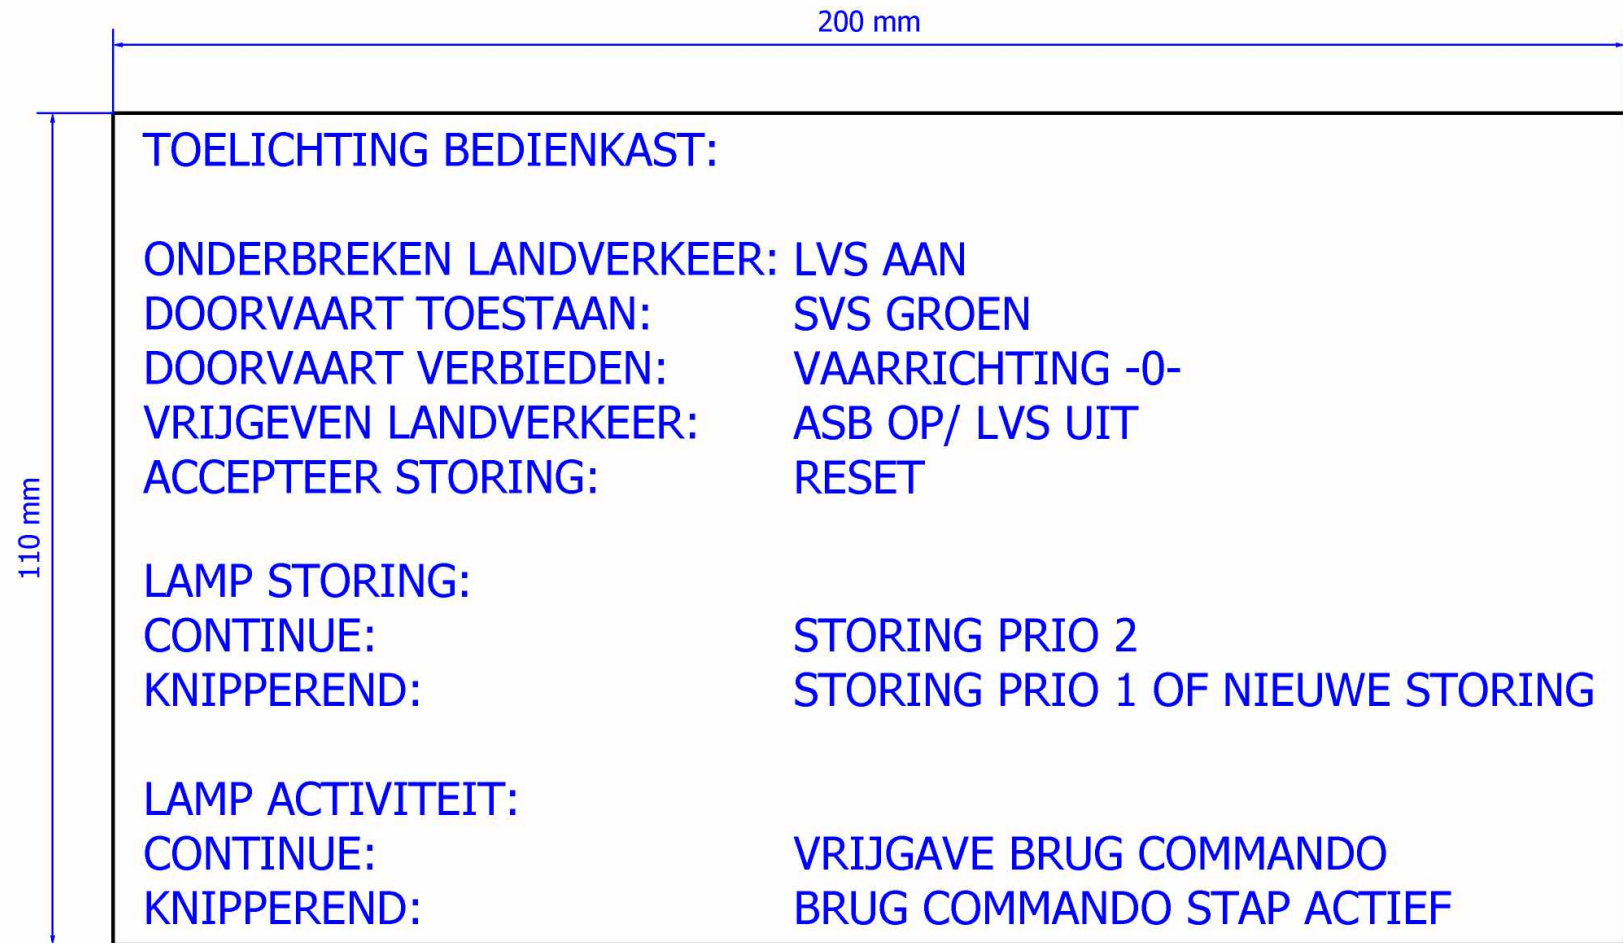 200 mm
110 mm
TOELICHTING BEDIENKAST:
ONDERBREKEN LANDVERKEER: LVS AAN
DOORVAART TOESTAAN: SVS GROEN
DOORVAART VERBIEDEN: VAARRICHTING -0-
VRIJGEVEN LANDVERKEER: ASB OP/ LVS UIT
ACCEPTEER STORING: RESET
LAMP STORING:
CONTINUE: STORING PRIO 2
KNIPPEREND: STORING PRIO 1 OF NIEUWE STORING
LAMP ACTIVITEIT:
CONTINUE: VRIJGAVE BRUG COMMANDO
KNIPPEREND: BRUG COMMANDO STAP ACTIEF